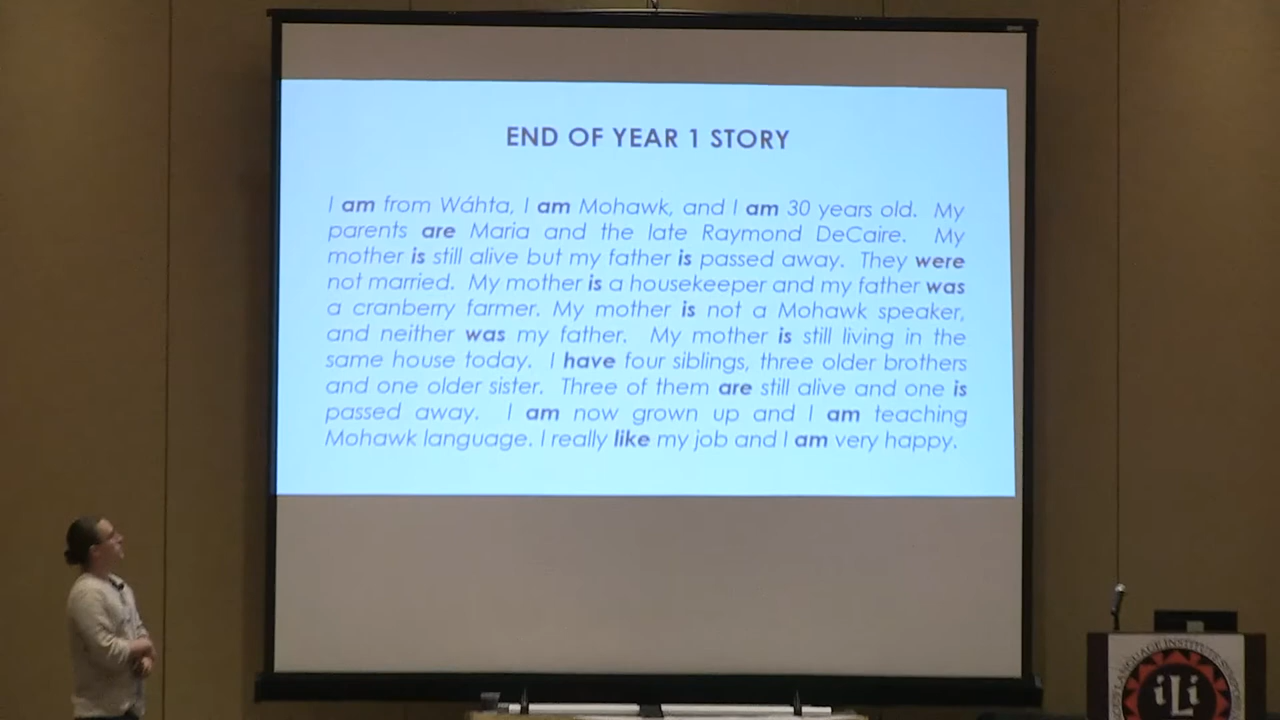 END OF YEAR 1 STORY
I am from Wáhta, I am Mohawk, and I am 30 years old. My
parents are Maria and the late Raymond DeCaire. My
mother is still alive but my father is passed away. They were
not married. My mother is a housekeeper and my father was
a cranberry farmer. My mother is not a Mohawk speaker,
and neither was my father. My mother is still living in the
same house today. I have four siblings, three older brothers
and one older sister. Three of them are still alive and one is
passed away. I am now grown up and I am teaching
Mohawk language. I really like my job and I am very happy.
LANGUAGE INSTITUTE
iLi